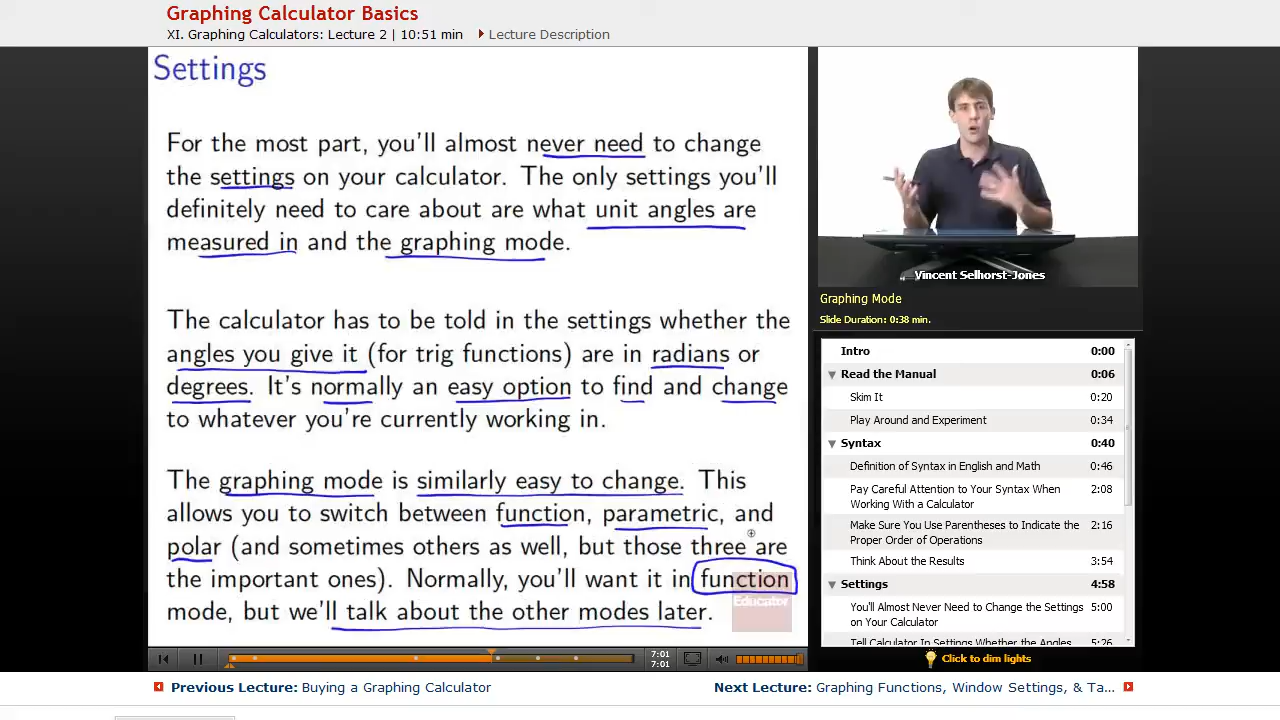 Graphing Calculator Basics
XI. Graphing Calculators: Lecture 2 | 10:51 min
Lecture Description
Settings
For the most part, you'll almost never need to change
the settings on your calculator. The only settings you'll
definitely need to care about are what unit angles are
measured in and the graphing mode.
The calculator has to be told in the settings whether the
angles you give it (for trig functions) are in radians or
degrees. It's normally an easy option to find and change
to whatever you're currently working in.
The graphing mode is similarly easy to change. This
allows you to switch between function, parametric, and
polar (and sometimes others as well, but those three are
the important ones). Normally, you'll want it in function
mode, but we'll talk about the other modes later.
Educator
7:01
7:01
Vincent Selhorst-Jones
Graphing Mode
Slide Duration: 0:38 min.
Intro 0:00
Read the Manual 0:06
Skim It 0:20
Play Around and Experiment 0:34
Syntax 0:40
Definition of Syntax in English and Math 0:46
Pay Careful Attention to Your Syntax When 2:08
Working With a Calculator
Make Sure You Use Parentheses to Indicate the 2:16
Proper Order of Operations
Think About the Results 3:54
Settings 4:58
You'll Almost Never Need to Change the Settings 5:00
on Your Calculator
Tell Calculator In Settings Whether the Angles 5:26
Click to dim lights
Previous Lecture: Buying a Graphing Calculator
Next Lecture: Graphing Functions, Window Settings, & Ta...